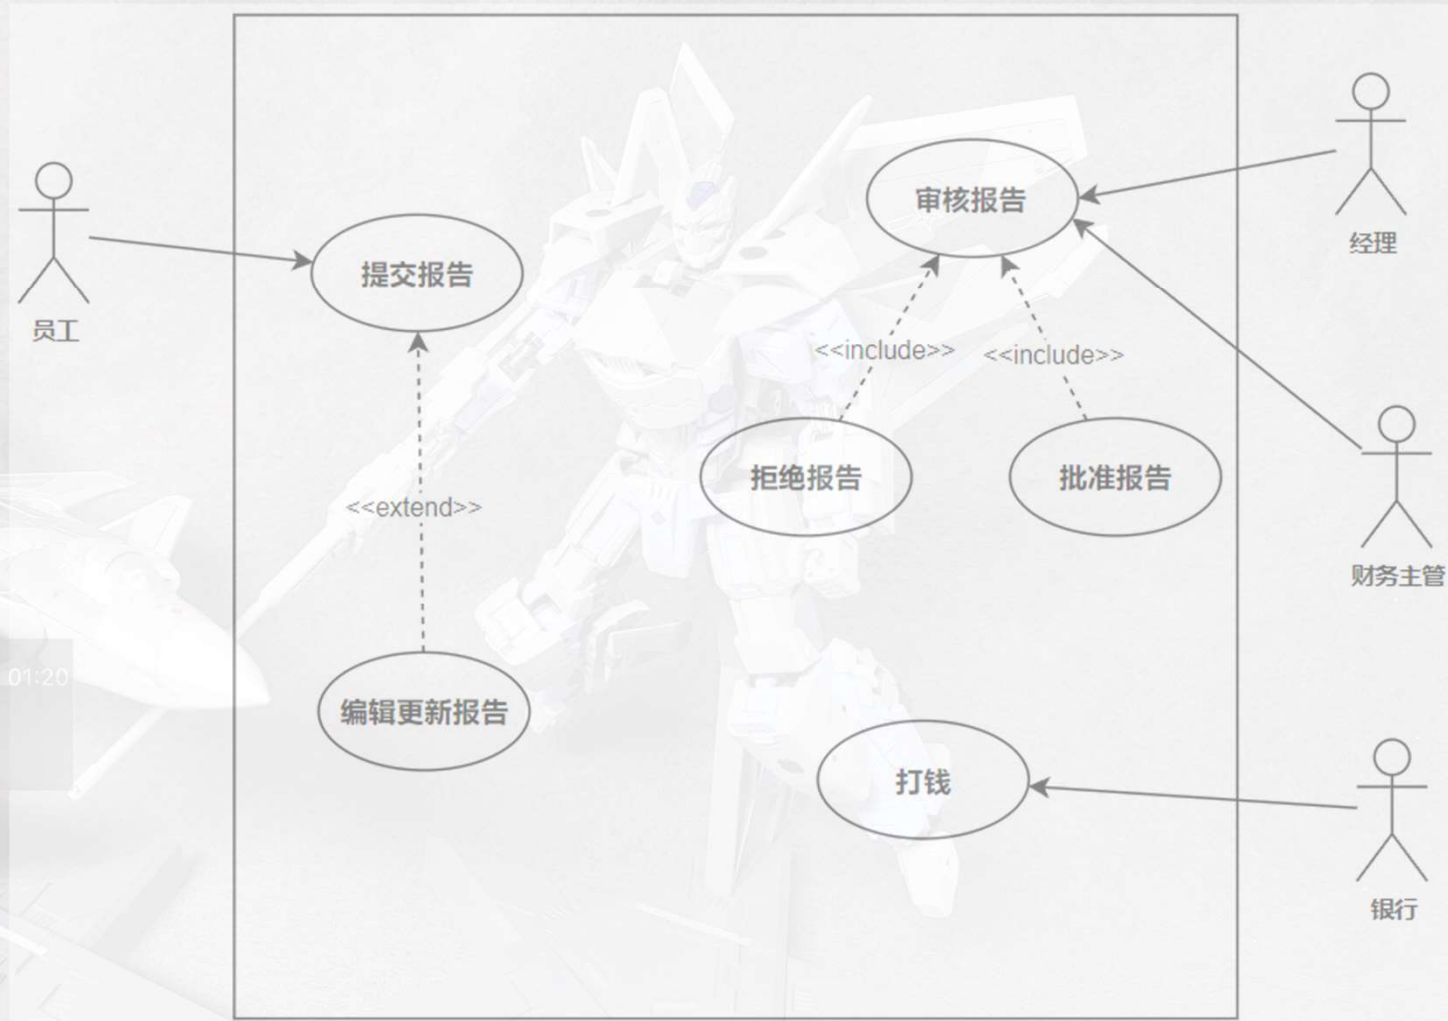 审核报告
经理
提交报告
员工
<<include>>
<<include>>
拒绝报告
批准报告
<<extend>>
财务主管
01:20
编辑更新报告
打钱
银行